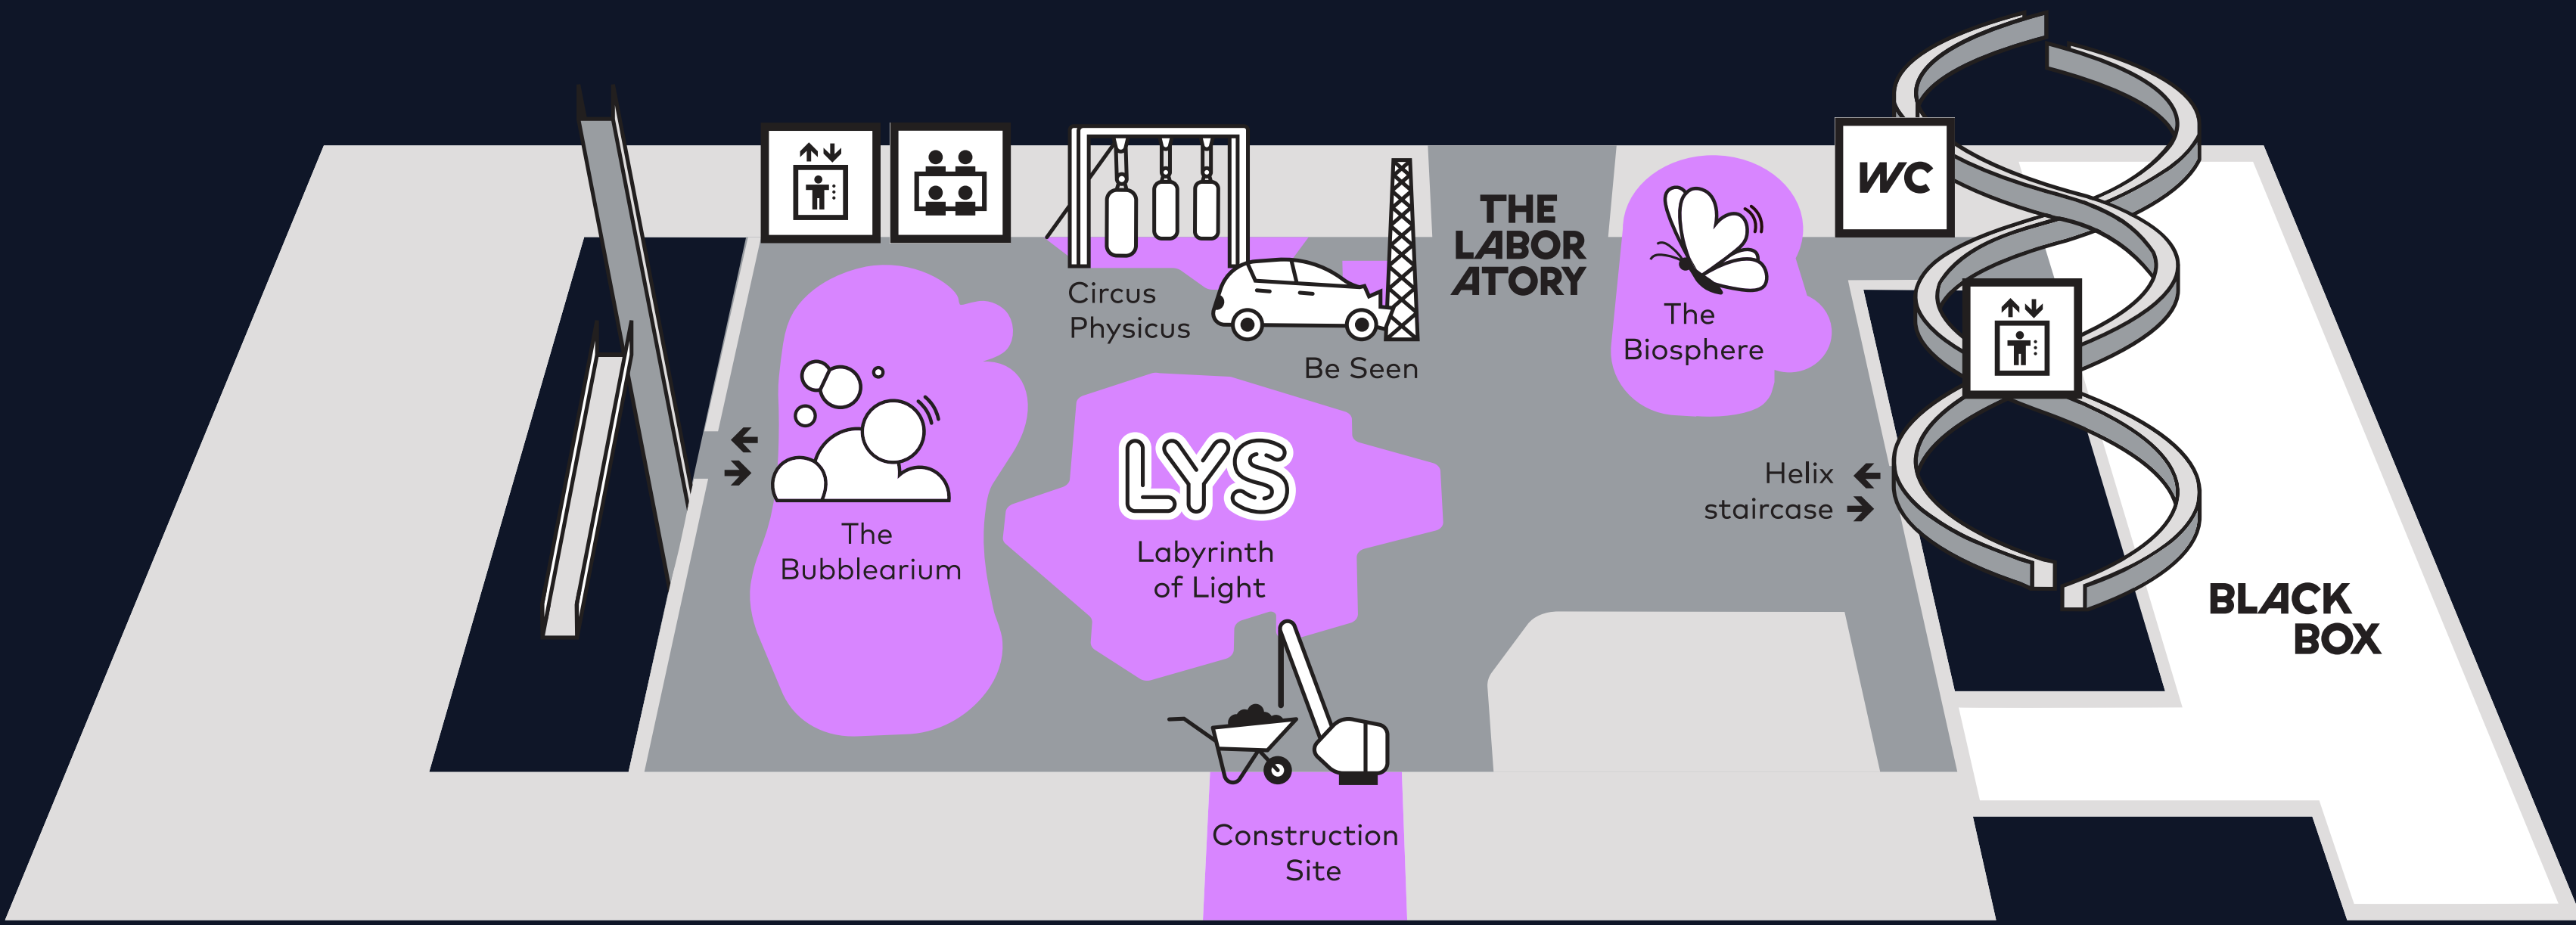 WC
THE
LABOR
ATORY
Circus
Physicus
Be Seen
The
Biosphere
LYS
Labyrinth
of Light
The
Bubblearium
Helix
staircase
BLACK
BOX
Construction
Site